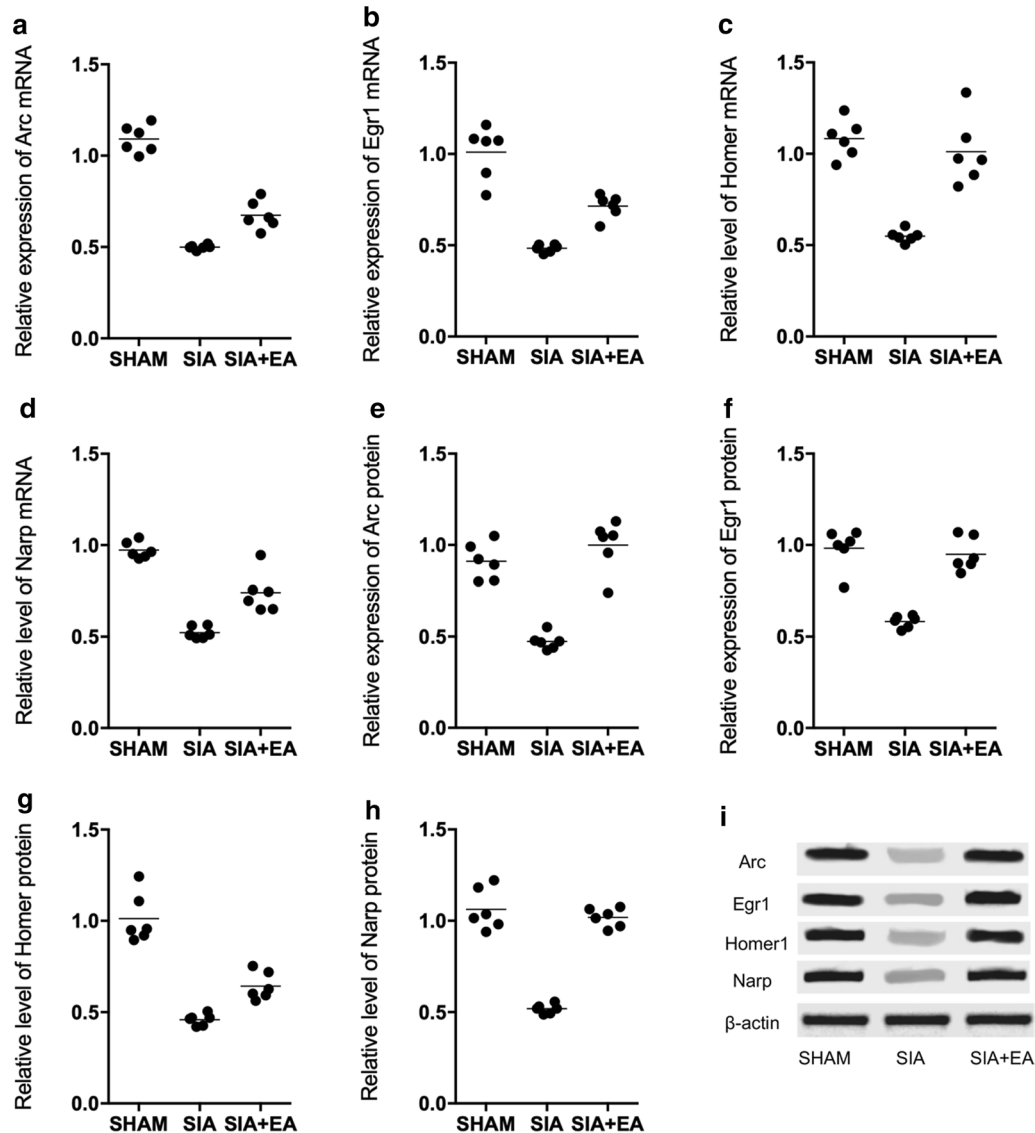 a
Relative expression of Arc mRNA
1.5
1.0
0.5
0.0
SHAM SIA SIA+EA
b
Relative expression of Egr1 mRNA
1.5
1.0
0.5
0.0
SHAM SIA SIA+EA
c
Relative level of Homer mRNA
1.5
1.0
0.5
0.0
SHAM SIA SIA+EA
d
Relative level of Narp mRNA
1.5
1.0
0.5
0.0
SHAM SIA SIA+EA
e
Relative expression of Arc protein
1.5
1.0
0.5
0.0
SHAM SIA SIA+EA
f
Relative expression of Egr1 protein
1.5
1.0
0.5
0.0
SHAM SIA SIA+EA
g
Relative level of Homer protein
1.5
1.0
0.5
0.0
SHAM SIA SIA+EA
h
Relative level of Narp protein
1.5
1.0
0.5
0.0
SHAM SIA SIA+EA
i
Arc
Egr1
Homer1
Narp
β-actin
SHAM SIA SIA+EA